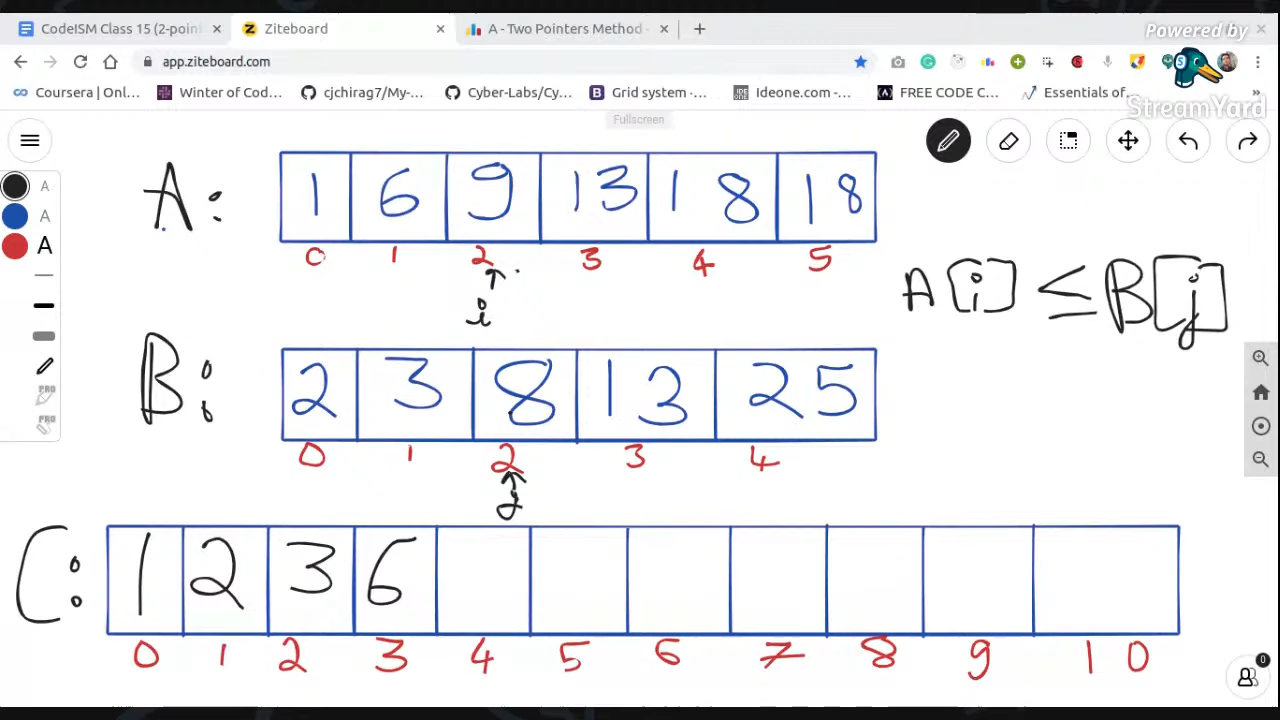 CodeISM Class 15 (2-point
Ziteboard
A - Two Pointers Method -
Powered by
app.ziteboard.com
StreamYard
Coursera | Onl...
Winter of Cod...
cjchirag7/My-...
Cyber-Labs/Cy...
Grid system ·...
Ideone.com -...
FREE CODE C...
Essentials of...
»
Fullscreen
A
A
A
PRO
PRO
A: 1 6 9 13 18 18
0 1 2 3 4 5
i
A[i] ≤ B[j]
B: 2 3 8 13 25
0 1 2 3 4
j
C: 1 2 3 6
0 1 2 3 4 5 6 7 8 9 10
0